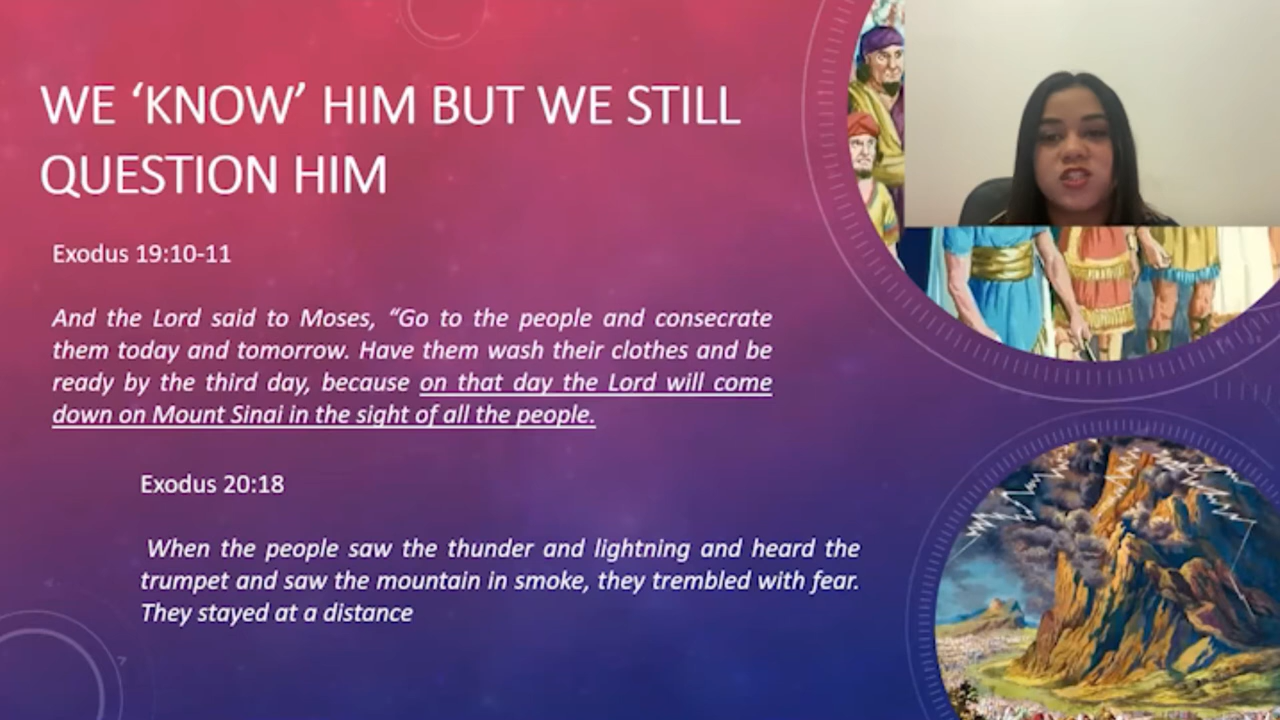 WE ‘KNOW’ HIM BUT WE STILL
QUESTION HIM
Exodus 19:10-11
And the Lord said to Moses, “Go to the people and consecrate
them today and tomorrow. Have them wash their clothes and be
ready by the third day, because on that day the Lord will come
down on Mount Sinai in the sight of all the people.
Exodus 20:18
When the people saw the thunder and lightning and heard the
trumpet and saw the mountain in smoke, they trembled with fear.
They stayed at a distance